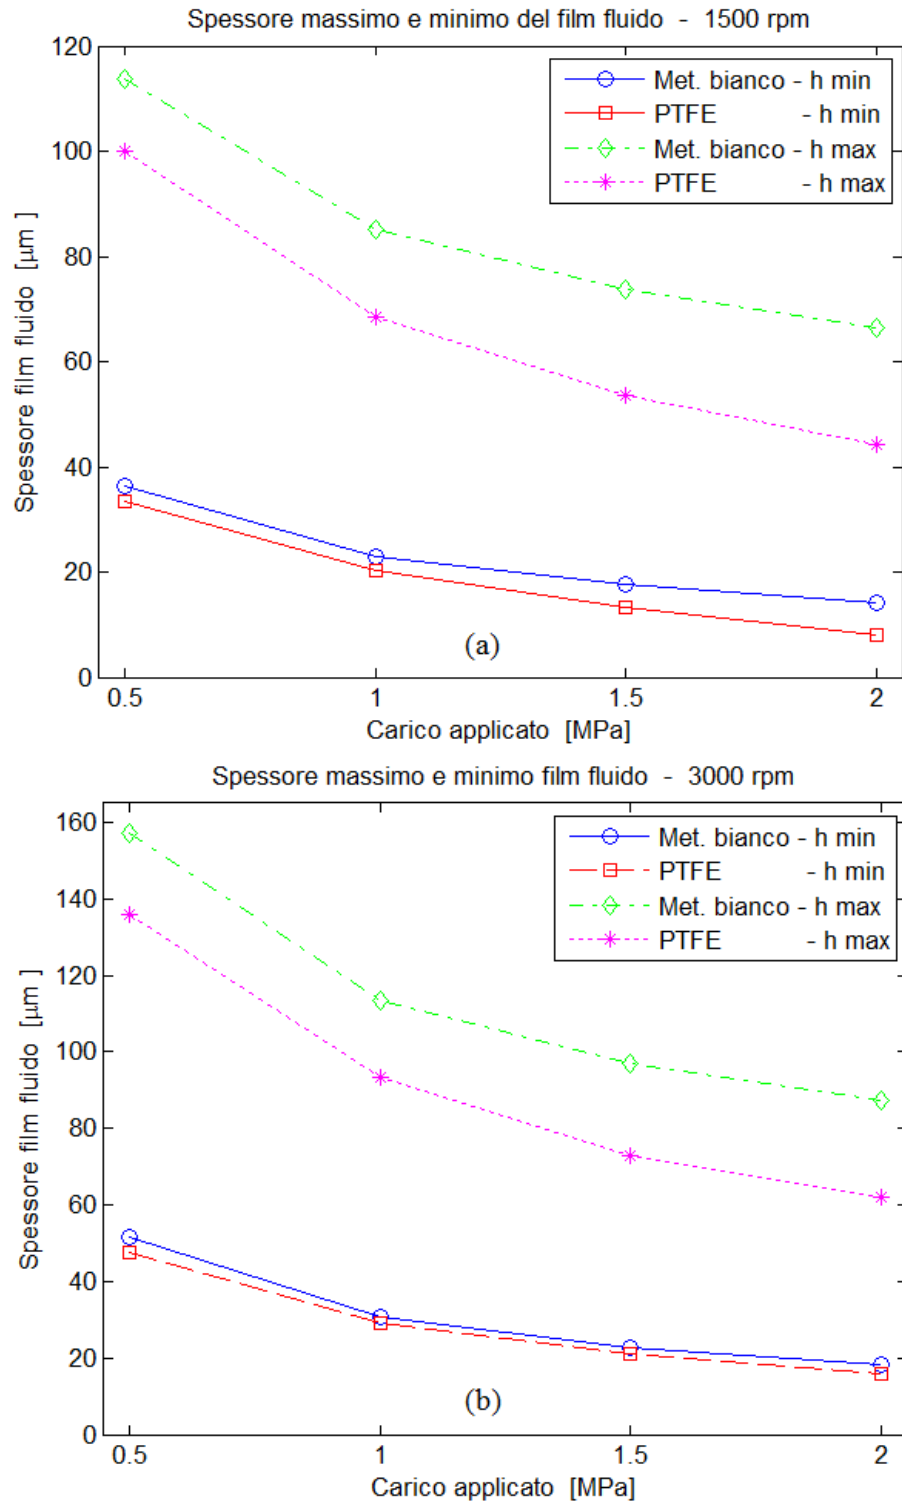 Spessore massimo e minimo del film fluido - 1500 rpm
120
100
80
60
40
20
0
Spessore film fluido [μm ]
Met. bianco - h min
PTFE - h min
Met. bianco - h max
PTFE - h max
(a)
0.5 1 1.5 2
Carico applicato [MPa]
Spessore massimo e minimo film fluido - 3000 rpm
160
140
120
100
80
60
40
20
0
Spessore film fluido [μm ]
Met. bianco - h min
PTFE - h min
Met. bianco - h max
PTFE - h max
(b)
0.5 1 1.5 2
Carico applicato [MPa]